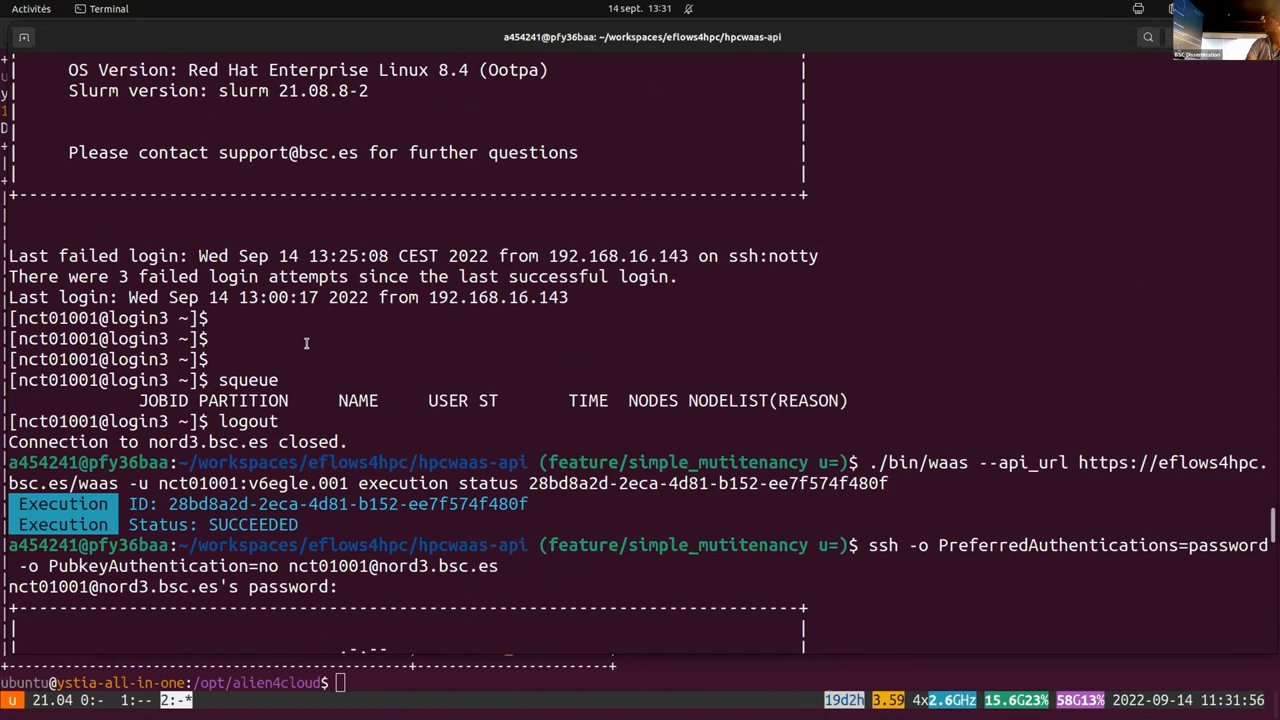 Activités Terminal 14 sept. 13:31
a454241@pfy36baa: ~/workspaces/eflows4hpc/hpcwaas-api
BSC Dissemination
OS Version: Red Hat Enterprise Linux 8.4 (Ootpa)
Slurm version: slurm 21.08.8-2
Please contact support@bsc.es for further questions
Last failed login: Wed Sep 14 13:25:08 CEST 2022 from 192.168.16.143 on ssh:notty
There were 3 failed login attempts since the last successful login.
Last login: Wed Sep 14 13:00:17 2022 from 192.168.16.143
[nct01001@login3 ~]$
[nct01001@login3 ~]$
[nct01001@login3 ~]$
[nct01001@login3 ~]$ squeue
JOBID PARTITION NAME USER ST TIME NODES NODELIST(REASON)
[nct01001@login3 ~]$ logout
Connection to nord3.bsc.es closed.
a454241@pfy36baa:~/workspaces/eflows4hpc/hpcwaas-api (feature/simple_mutitenancy u=)$ ./bin/waas --api_url https://eflows4hpc.
bsc.es/waas -u nct01001:v6egle.001 execution status 28bd8a2d-2eca-4d81-b152-ee7f574f480f
Execution ID: 28bd8a2d-2eca-4d81-b152-ee7f574f480f
Execution Status: SUCCEEDED
a454241@pfy36baa:~/workspaces/eflows4hpc/hpcwaas-api (feature/simple_mutitenancy u=)$ ssh -o PreferredAuthentications=password
-o PubkeyAuthentication=no nct01001@nord3.bsc.es
nct01001@nord3.bsc.es's password:
ubuntu@ystia-all-in-one:/opt/alien4cloud$
u 21.04 0:- 1:-- 2:-* 19d2h 3.59 4x2.6GHz 15.6G23% 58G13% 2022-09-14 11:31:56